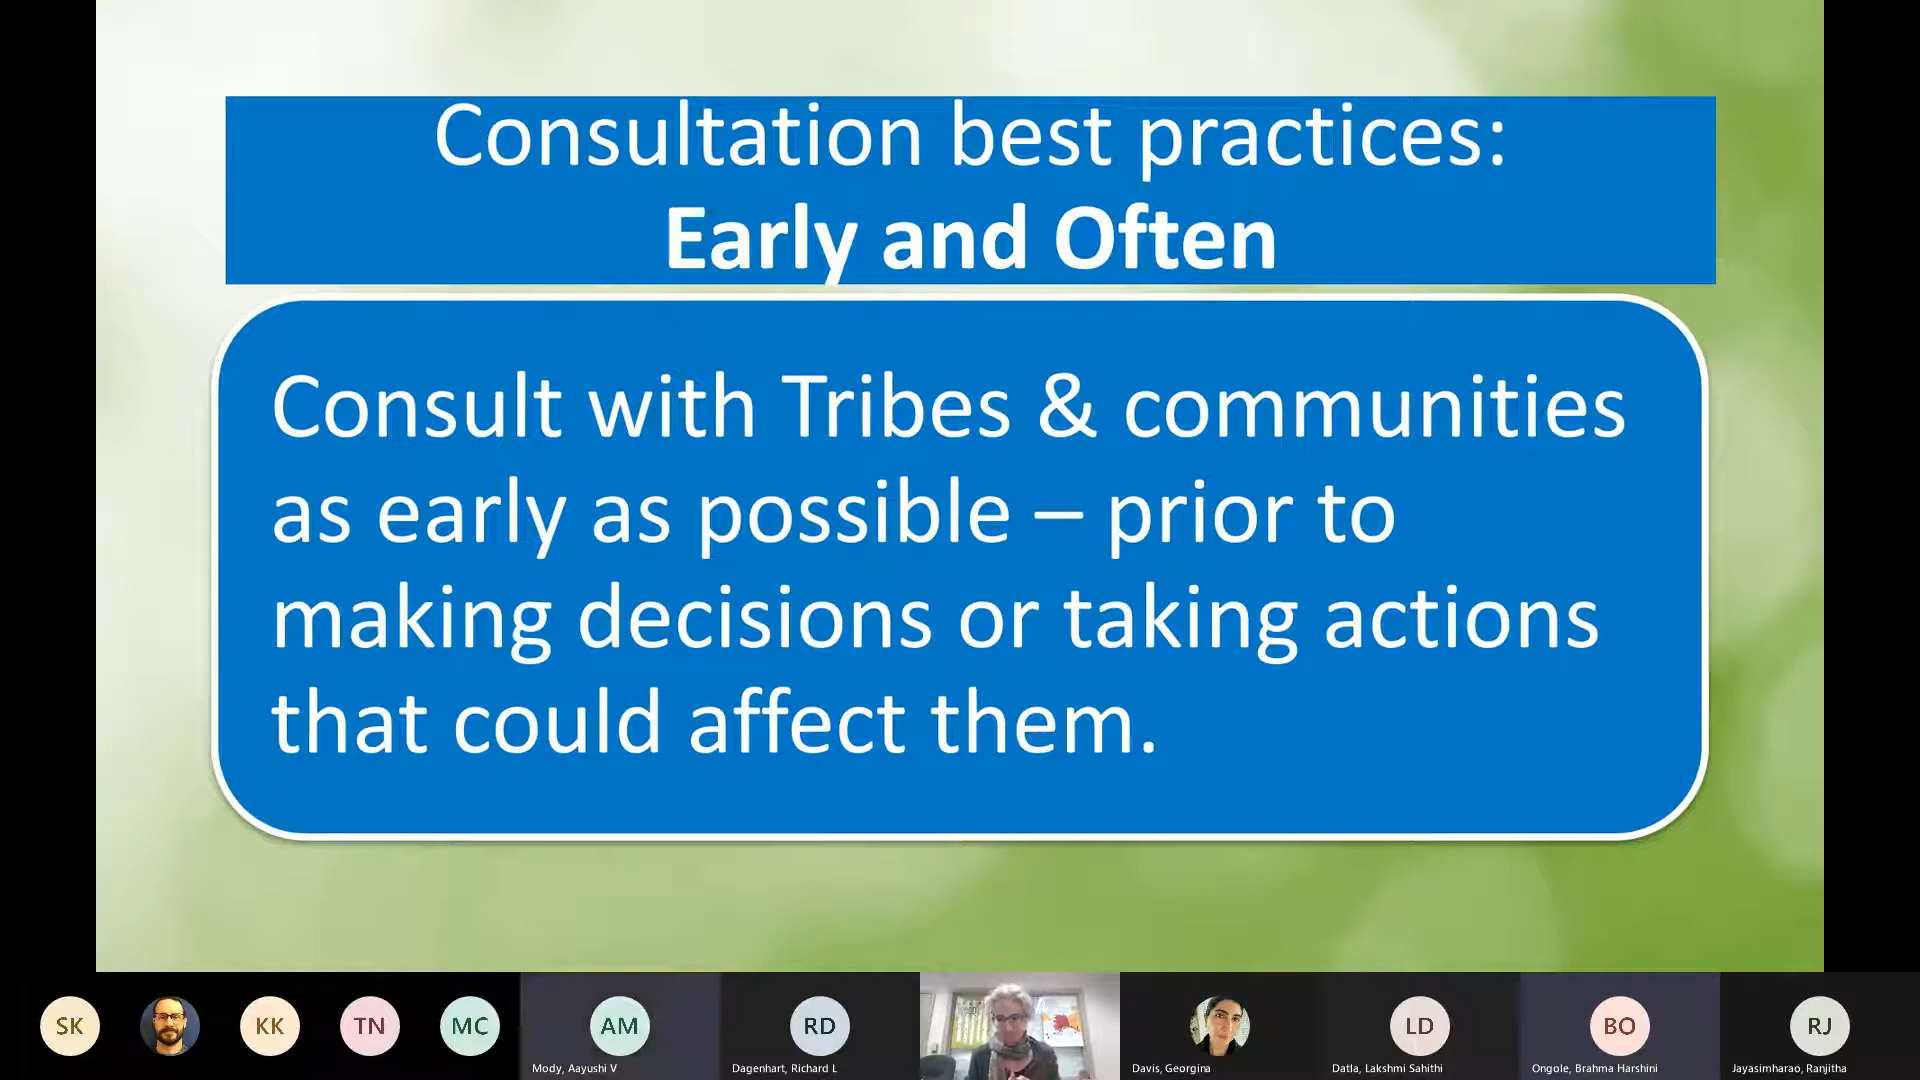 Consultation best practices:
Early and Often
Consult with Tribes & communities
as early as possible – prior to
making decisions or taking actions
that could affect them.
SK
KK
TN
MC
AM
RD
LD
BO
RJ
Mody, Aayushi V
Dagenhart, Richard L
Davis, Georgina
Datla, Lakshmi Sahithi
Ongole, Brahma Harshini
Jayasimharao, Ranjitha